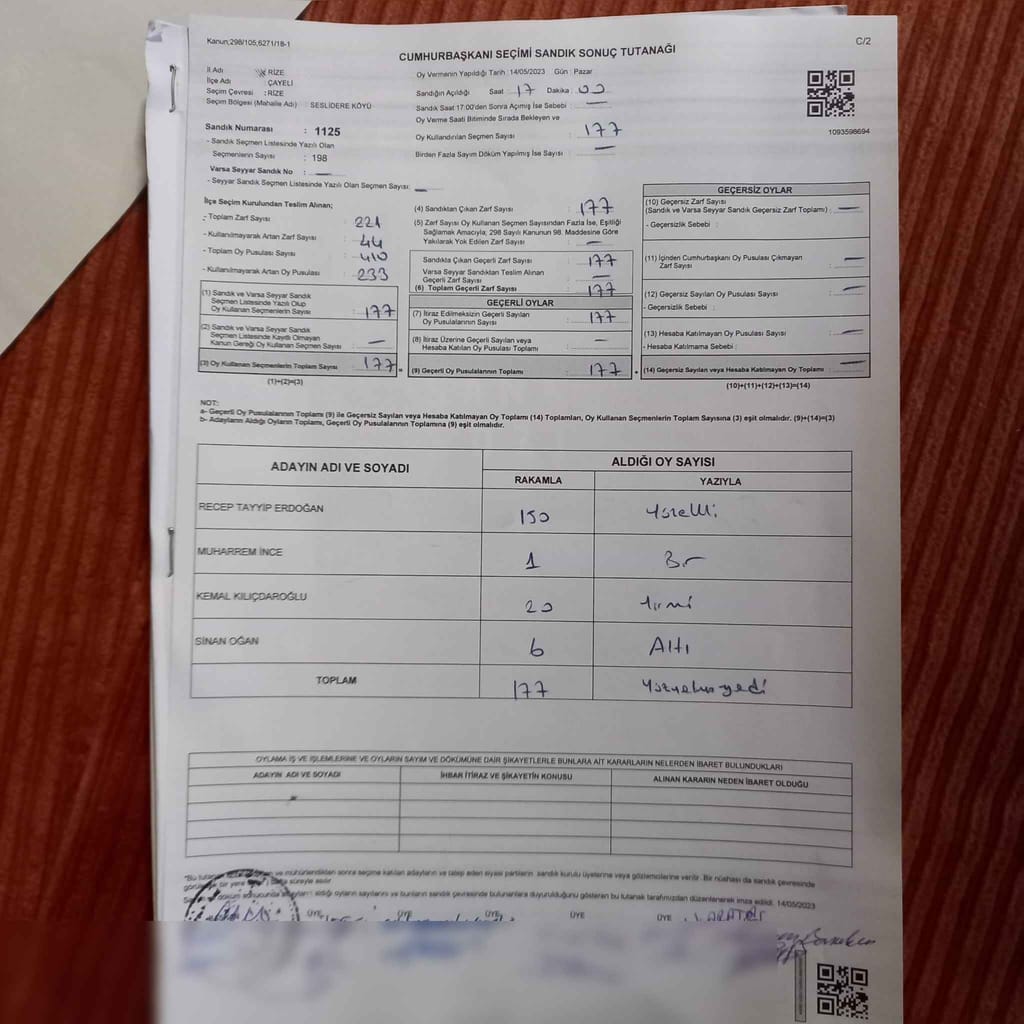 Kanun;298/105,6271/18-1
C/2
CUMHURBAŞKANI SEÇİMİ SANDIK SONUÇ TUTANAĞI
İl Adı : RİZE
İlçe Adı : ÇAYELİ
Seçim Çevresi : RİZE
Seçim Bölgesi (Mahalle Adı) : SESLİDERE KÖYÜ
Sandık Numarası : 1125
- Sandık Seçmen Listesinde Yazılı Olan
Seçmenlerin Sayısı : 198
Varsa Seyyar Sandık No : —
- Seyyar Sandık Seçmen Listesinde Yazılı Olan Seçmen Sayısı: —
Oy Vermenin Yapıldığı Tarih :14/05/2023 Gün : Pazar
Sandığın Açıldığı Saat : 17 Dakika : 00
Sandık Saat 17:00'den Sonra Açımış İse Sebebi : —
Oy Verme Saati Bitiminde Sırada Bekleyen ve
Oy Kullandırılan Seçmen Sayısı : 177
Birden Fazla Sayım Döküm Yapılmış İse Sayısı : —
1093598694
İlçe Seçim Kurulundan Teslim Alınan;
- Toplam Zarf Sayısı : 221
- Kullanılmayarak Artan Zarf Sayısı : 44
- Toplam Oy Pusulası Sayısı : 410
- Kullanılmayarak Artan Oy Pusulası : 233
(1) Sandık ve Varsa Seyyar Sandık
Seçmen Listesinde Yazılı Olup
Oy Kullanan Seçmenlerin Sayısı : 177
(2) Sandık ve Varsa Seyyar Sandık
Seçmen Listesinde Kayıtlı Olmayan
Kanun Gereği Oy Kullanan Seçmen Sayısı : —
(3) Oy Kullanan Seçmenlerin Toplam Sayısı : 177 =
(1)+(2)=(3)
(4) Sandıktan Çıkan Zarf Sayısı : 177
(5) Zarf Sayısı Oy Kullanan Seçmen Sayısından Fazla İse, Eşitliği
Sağlamak Amacıyla, 298 Sayılı Kanunun 98. Maddesine Göre
Yakılarak Yok Edilen Zarf Sayısı : —
Sandıkta Çıkan Geçerli Zarf Sayısı : 177
Varsa Seyyar Sandıktan Teslim Alınan
Geçerli Zarf Sayısı : —
(6) Toplam Geçerli Zarf Sayısı : 177
GEÇERLİ OYLAR
(7) İtiraz Edilmeksizin Geçerli Sayılan
Oy Pusulalarının Sayısı : 177
(8) İtiraz Üzerine Geçerli Sayılan veya
Hesaba Katılan Oy Pusulası Toplamı : —
(9) Geçerli Oy Pusulalarının Toplamı : 177 +
GEÇERSİZ OYLAR
(10) Geçersiz Zarf Sayısı
(Sandık ve Varsa Seyyar Sandık Geçersiz Zarf Toplamı) : —
- Geçersizlik Sebebi :
(11) İçinden Cumhurbaşkanı Oy Pusulası Çıkmayan
Zarf Sayısı : —
(12) Geçersiz Sayılan Oy Pusulası Sayısı : —
- Geçersizlik Sebebi :
(13) Hesaba Katılmayan Oy Pusulası Sayısı : —
- Hesaba Katılmama Sebebi :
(14) Geçersiz Sayılan veya Hesaba Katılmayan Oy Toplamı : —
(10)+(11)+(12)+(13)=(14)
NOT:
a- Geçerli Oy Pusulalarının Toplamı (9) ile Geçersiz Sayılan veya Hesaba Katılmayan Oy Toplamı (14) Toplamları, Oy Kullanan Seçmenlerin Toplam Sayısına (3) eşit olmalıdır. (9)+(14)=(3)
b- Adayların Aldığı Oyların Toplamı, Geçerli Oy Pusulalarının Toplamına (9) eşit olmalıdır.
ADAYIN ADI VE SOYADI
ALDIĞI OY SAYISI
RAKAMLA YAZIYLA
RECEP TAYYİP ERDOĞAN 150 Yüzelli
MUHARREM İNCE 1 Bir
KEMAL KILIÇDAROĞLU 20 Yirmi
SİNAN OĞAN 6 Altı
TOPLAM 177 Yüzyetmişyedi
OYLAMA İŞ VE İŞLEMLERİNE VE OYLARIN SAYIM VE DÖKÜMÜNE DAİR ŞİKAYETLERLE BUNLARA AİT KARARLARIN NELERDEN İBARET BULUNDUKLARI
ADAYIN ADI VE SOYADI İHBAR İTİRAZ VE ŞİKAYETİN KONUSU ALINAN KARARIN NEDEN İBARET OLDUĞU
*Bu ve mühürlendikten sonra seçime katılan adayların ve talep eden siyasi partilerin sandık kurulu üyelerine veya gözlemcilerine verilir. Bir nüshası da sandık çevresinde
bir yere süreyle asılır
döküm sonucunda adayların aldığı oyların sayılarını ve bunların sandık çevresinde bulunanlara duyurulduğunu gösteren bu tutanak tarafımızdan düzenlenerek imza edildi. 14/05/2023
ÜYE ÜYE ÜYE ÜYE ÜYE